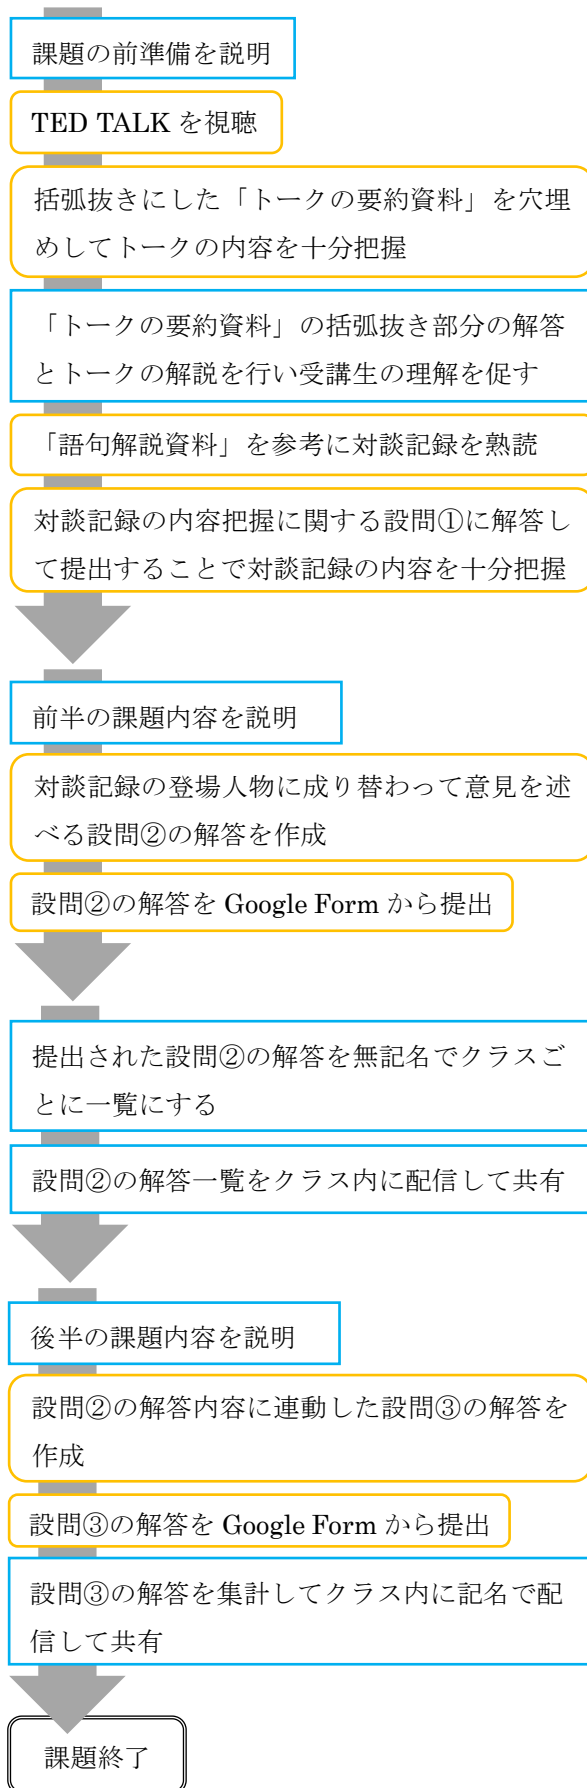 課題の前準備を説明
TED TALK を視聴
括弧抜きにした「トークの要約資料」を穴埋
めしてトークの内容を十分把握
「トークの要約資料」の括弧抜き部分の解答
とトークの解説を行い受講生の理解を促す
「語句解説資料」を参考に対談記録を熟読
対談記録の内容把握に関する設問①に解答し
て提出することで対談記録の内容を十分把握
前半の課題内容を説明
対談記録の登場人物に成り替わって意見を述
べる設問②の解答を作成
設問②の解答を Google Form から提出
提出された設問②の解答を無記名でクラスご
とに一覧にする
設問②の解答一覧をクラス内に配信して共有
後半の課題内容を説明
設問②の解答内容に連動した設問③の解答を
作成
設問③の解答を Google Form から提出
設問③の解答を集計してクラス内に記名で配
信して共有
課題終了